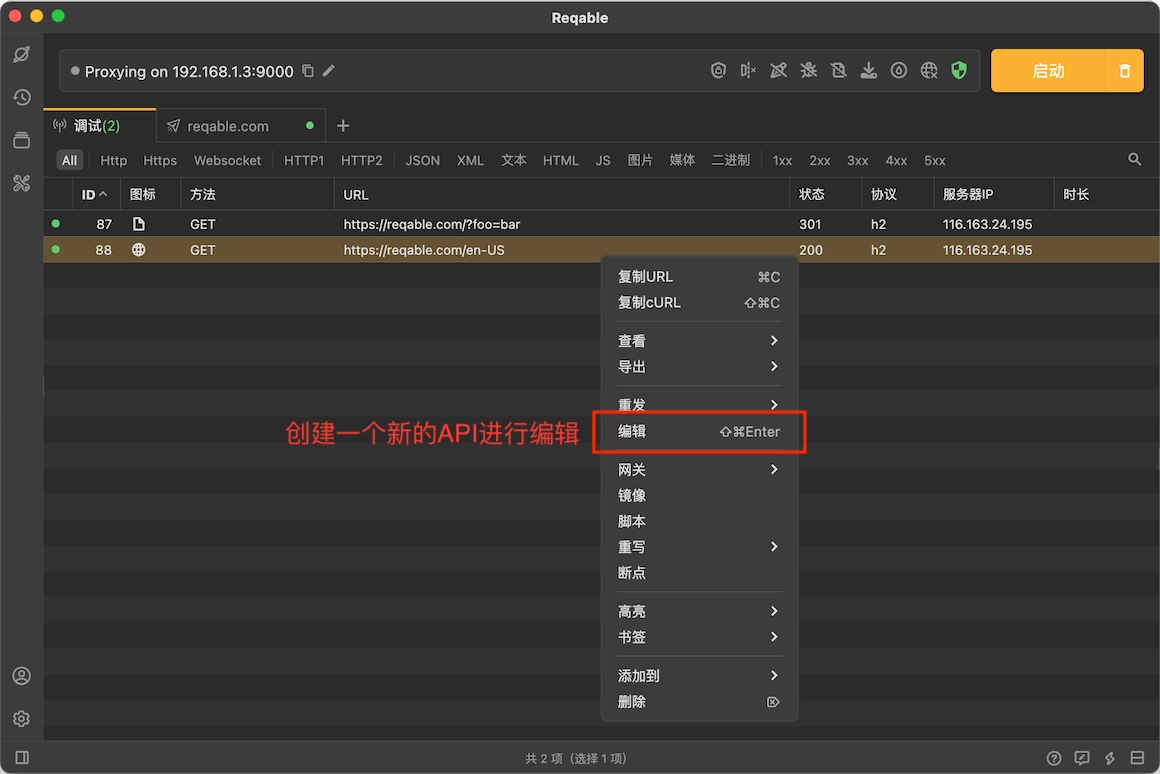 Reqable
Proxying on 192.168.1.3:9000
启动
调试(2)
reqable.com
All Http Https Websocket HTTP1 HTTP2 JSON XML 文本 HTML JS 图片 媒体 二进制 1xx 2xx 3xx 4xx 5xx
ID 图标 方法 URL 状态 协议 服务器IP 时长
87 GET https://reqable.com/?foo=bar 301 h2 116.163.24.195
88 GET https://reqable.com/en-US 200 h2 116.163.24.195
复制URL ⌘C
复制cURL ⇧⌘C
查看
导出
重发
创建一个新的API进行编辑
编辑 ⇧⌘Enter
网关
镜像
脚本
重写
断点
高亮
书签
添加到
删除
共 2 项（选择 1 项）